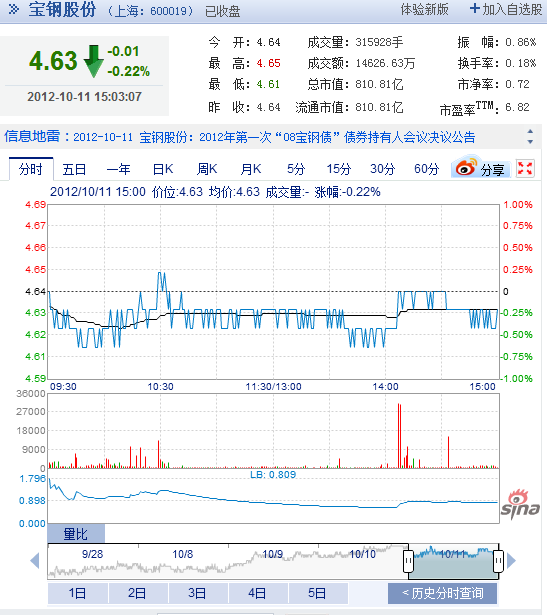 宝钢股份 （上海：600019） 已收盘 体验新版 + 加入自选股
4.63 -0.01 -0.22%
2012-10-11 15:03:07
今 开：4.64 成交量：315928手 振 幅：0.86%
最 高：4.65 成交额：14626.63万 换手率：0.18%
最 低：4.61 总市值：810.81亿 市净率：0.72
昨 收：4.64 流通市值：810.81亿 市盈率TTM：6.82
信息地雷：2012-10-11 宝钢股份：2012年第一次“08宝钢债”债券持有人会议决议公告
分时 五日 一年 日K 周K 月K 5分 15分 30分 60分 分享
2012/10/11 15:00 价位:4.63 均价:4.63 成交量:- 涨幅:-0.22%
4.69 1.00%
4.67 0.75%
4.66 0.50%
4.65 0.25%
4.64 0
4.63 0.25%
4.62 0.50%
4.61 0.75%
4.59 1.00%
09:30 10:30 11:30/13:00 14:00 15:00
36000
27000
18000
9000
0
1.796 LB: 0.809
0.898
0.000
sina
量比
9/28 10/8 10/9 10/10 10/11
1日 2日 3日 4日 5日 <历史分时查询